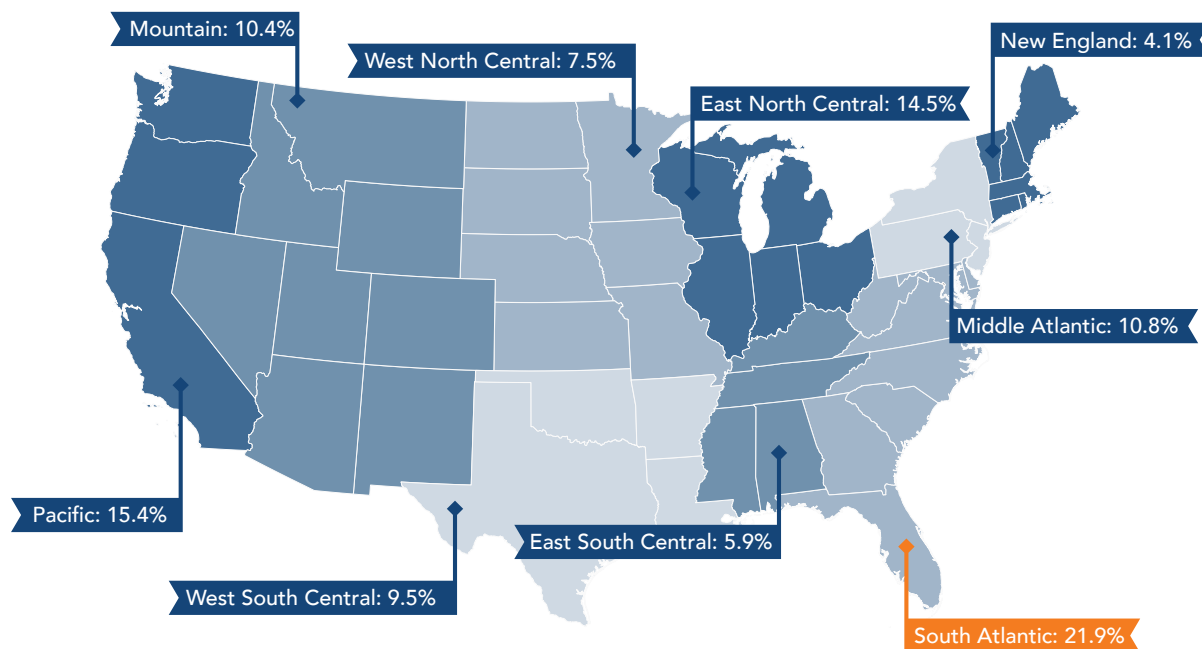 Mountain: 10.4%
New England: 4.1%
West North Central: 7.5%
East North Central: 14.5%
Middle Atlantic: 10.8%
Pacific: 15.4%
East South Central: 5.9%
West South Central: 9.5%
South Atlantic: 21.9%